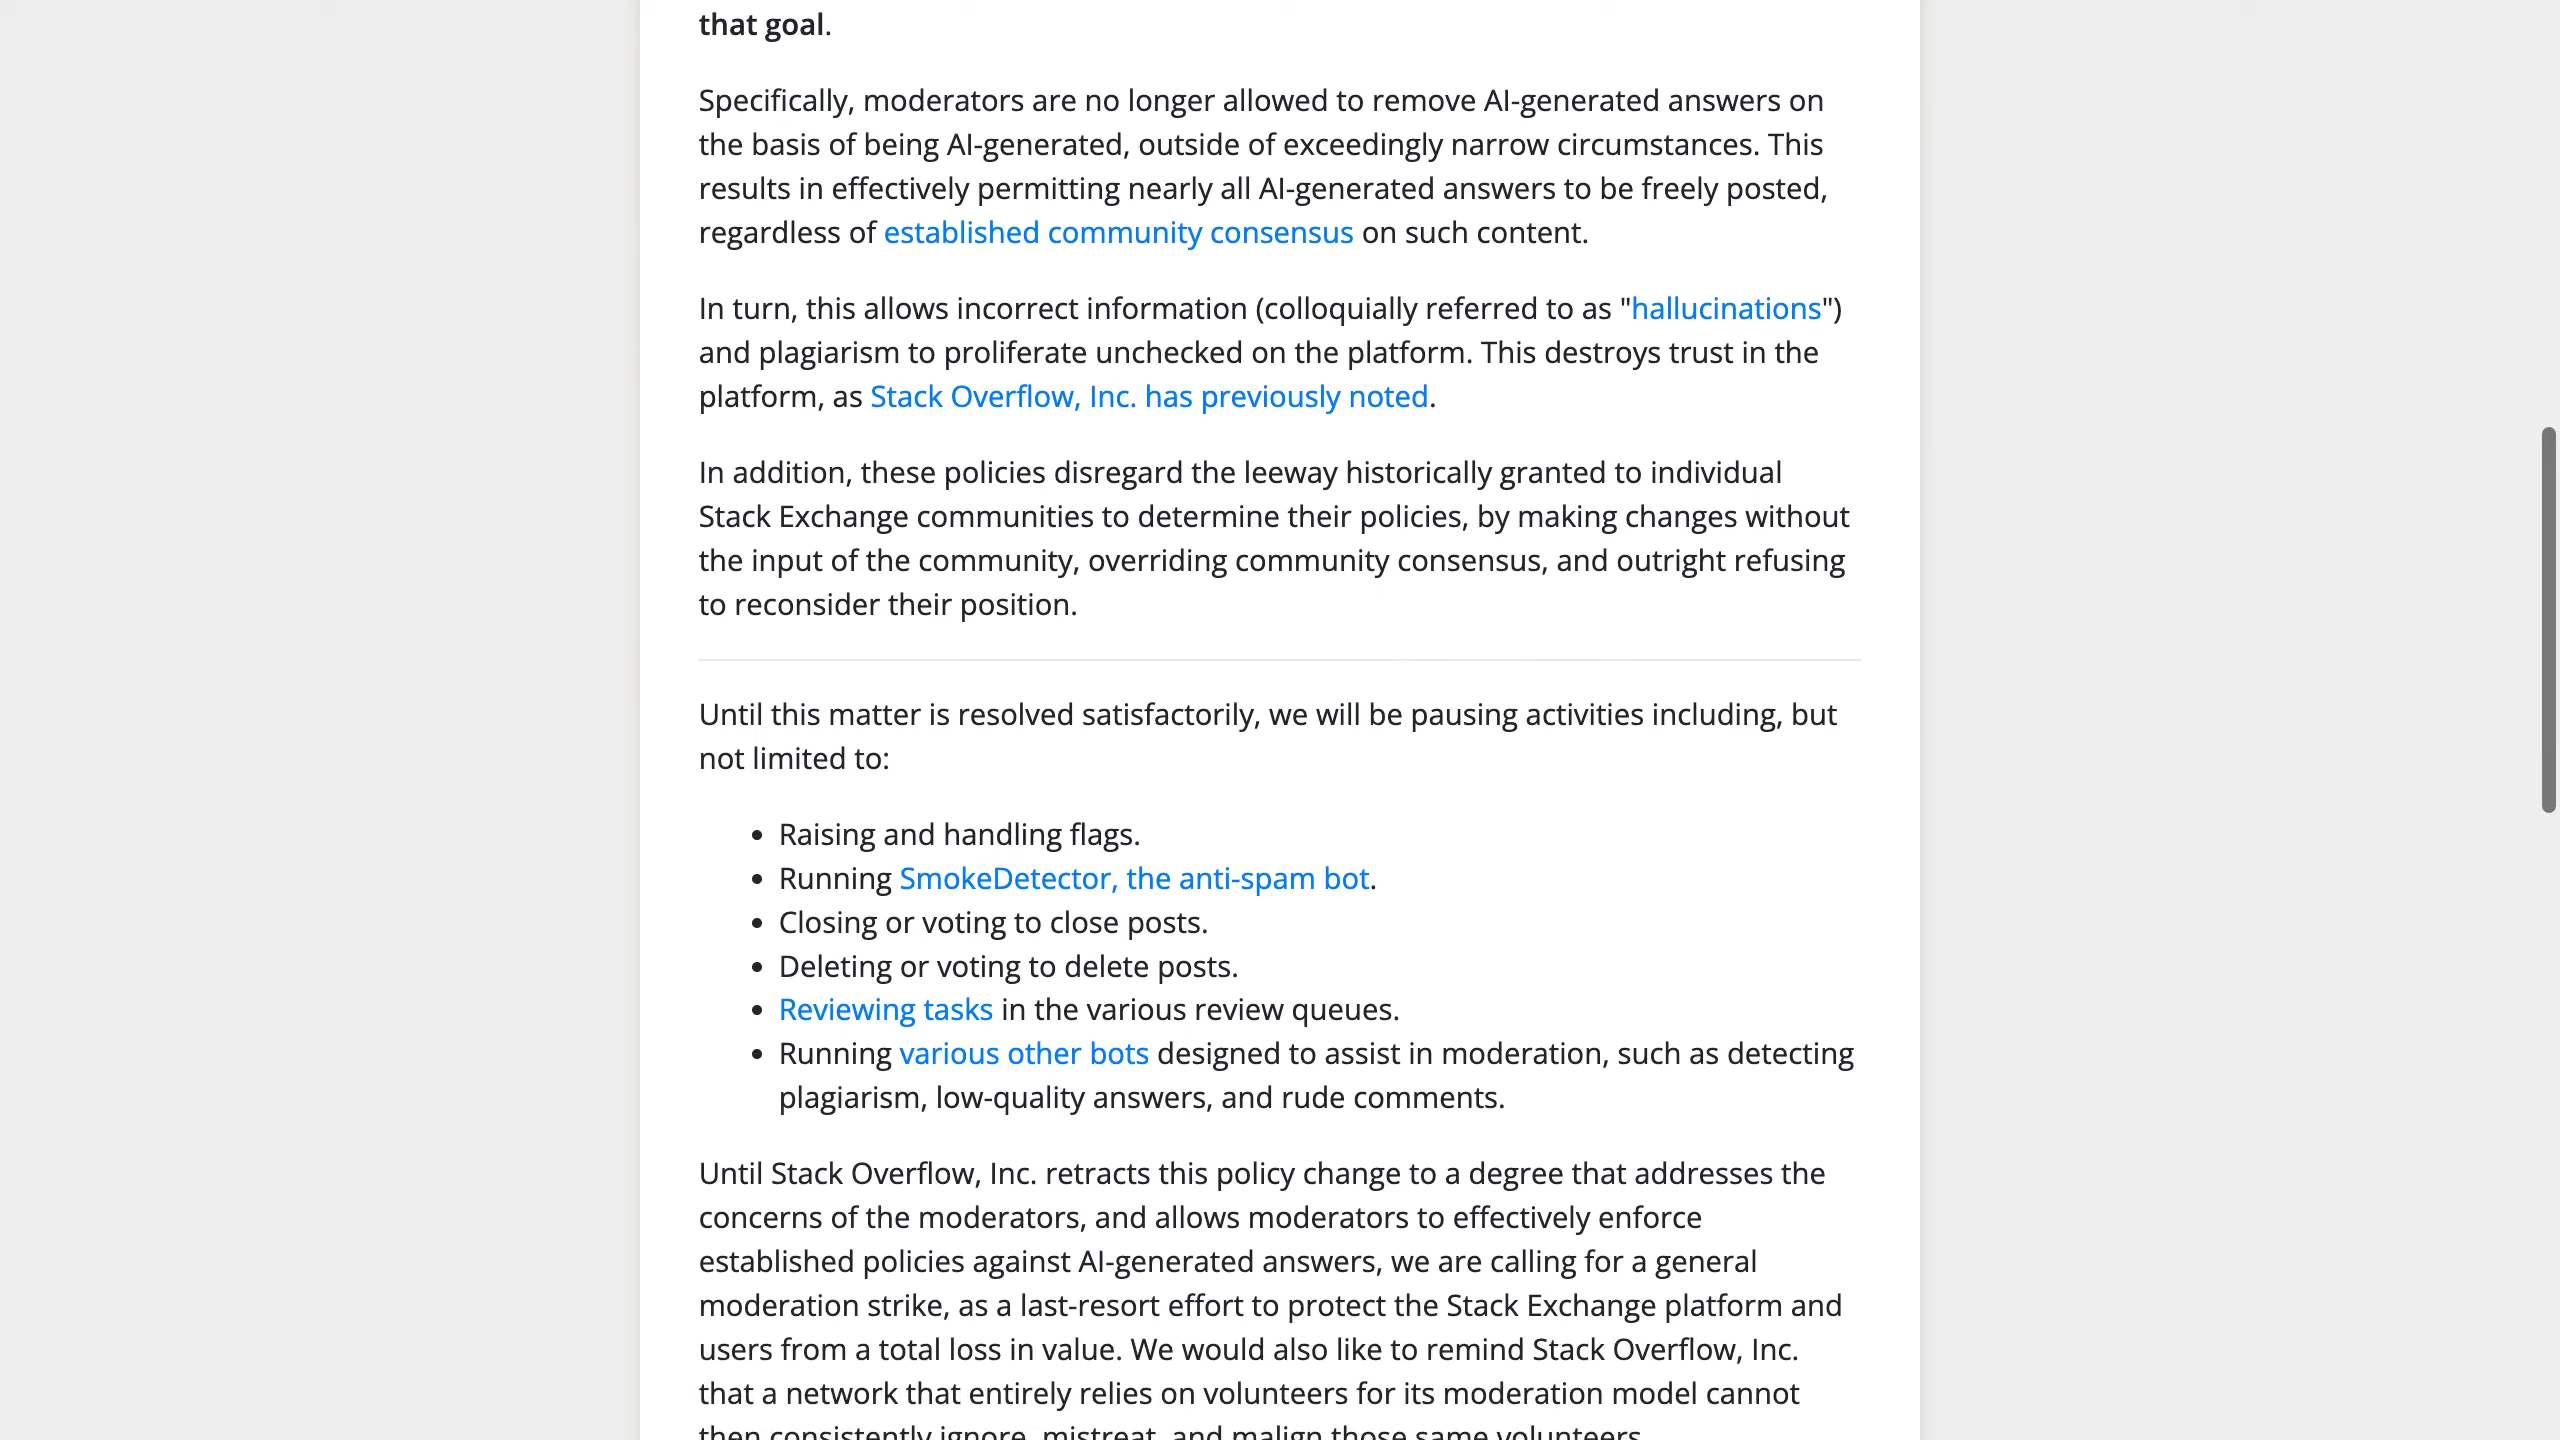 that goal.
Specifically, moderators are no longer allowed to remove AI-generated answers on
the basis of being AI-generated, outside of exceedingly narrow circumstances. This
results in effectively permitting nearly all AI-generated answers to be freely posted,
regardless of established community consensus on such content.
In turn, this allows incorrect information (colloquially referred to as "hallucinations")
and plagiarism to proliferate unchecked on the platform. This destroys trust in the
platform, as Stack Overflow, Inc. has previously noted.
In addition, these policies disregard the leeway historically granted to individual
Stack Exchange communities to determine their policies, by making changes without
the input of the community, overriding community consensus, and outright refusing
to reconsider their position.
Until this matter is resolved satisfactorily, we will be pausing activities including, but
not limited to:
• Raising and handling flags.
• Running SmokeDetector, the anti-spam bot.
• Closing or voting to close posts.
• Deleting or voting to delete posts.
• Reviewing tasks in the various review queues.
• Running various other bots designed to assist in moderation, such as detecting
plagiarism, low-quality answers, and rude comments.
Until Stack Overflow, Inc. retracts this policy change to a degree that addresses the
concerns of the moderators, and allows moderators to effectively enforce
established policies against AI-generated answers, we are calling for a general
moderation strike, as a last-resort effort to protect the Stack Exchange platform and
users from a total loss in value. We would also like to remind Stack Overflow, Inc.
that a network that entirely relies on volunteers for its moderation model cannot
then consistently ignore, mistreat, and malign those same volunteers.